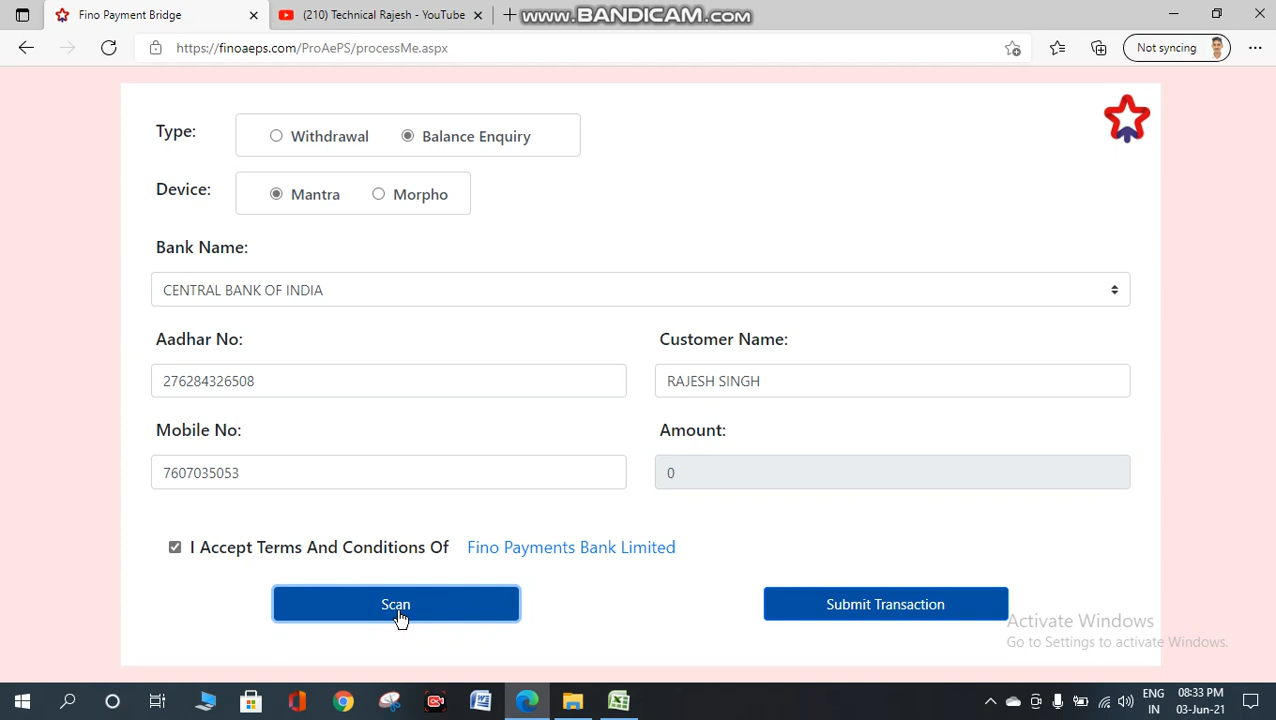 Fino Payment Bridge
(210) Technical Rajesh - YouTube
www.BANDICAM.com
https://finoaeps.com/ProAePS/processMe.aspx
Not syncing
Type:
Withdrawal
Balance Enquiry
Device:
Mantra
Morpho
Bank Name:
CENTRAL BANK OF INDIA
Aadhar No:
Customer Name:
276284326508
RAJESH SINGH
Mobile No:
Amount:
7607035053
0
I Accept Terms And Conditions Of Fino Payments Bank Limited
Scan
Submit Transaction
Activate Windows
Go to Settings to activate Windows.
ENG
IN
08:33 PM
03-Jun-21